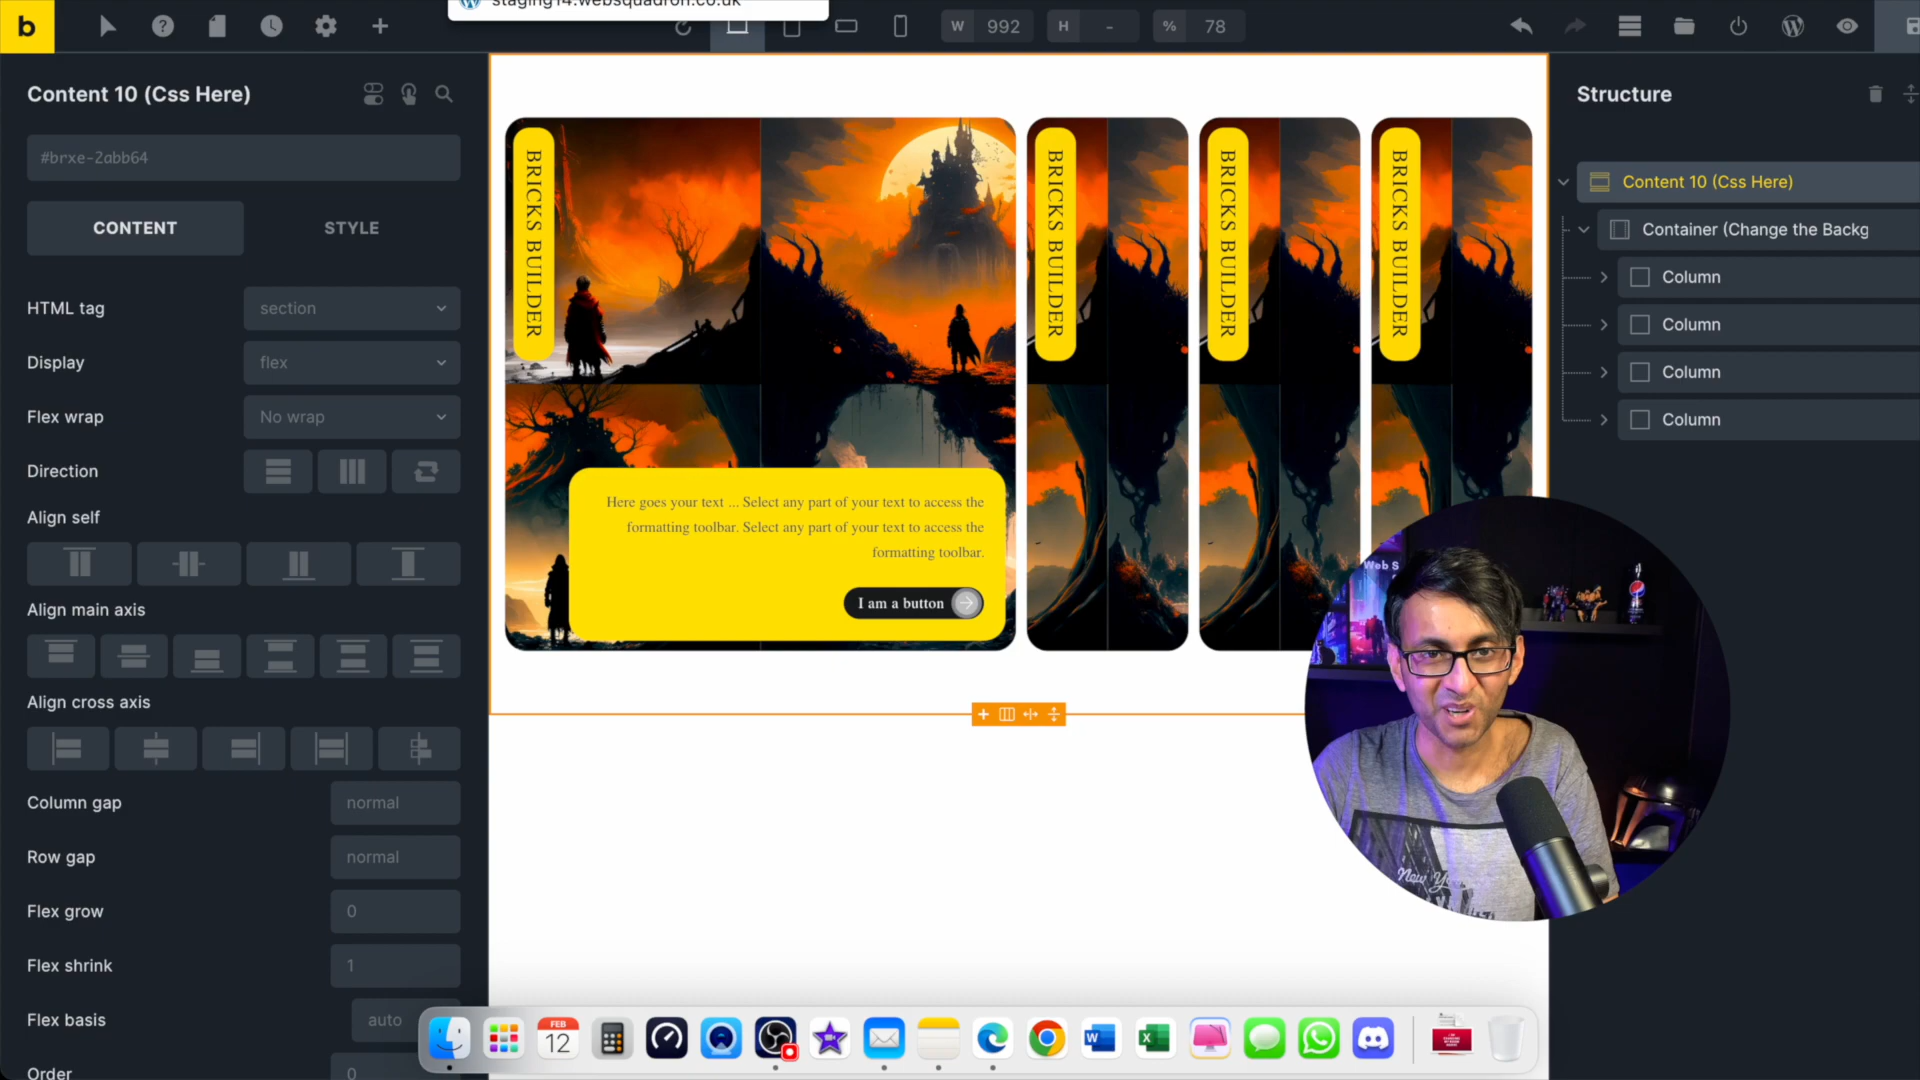 staging14.websquadron.co.uk
b
W 992
H -
% 78
Content 10 (Css Here)
#brxe-2abb64
CONTENT
STYLE
HTML tag
section
Display
flex
Flex wrap
No wrap
Direction
Align self
Align main axis
Align cross axis
Column gap
normal
Row gap
normal
Flex grow
0
Flex shrink
1
Flex basis
auto
Order
0
BRICKS BUILDER
BRICKS BUILDER
BRICKS BUILDER
BRICKS BUILDER
Here goes your text ... Select any part of your text to access the
formatting toolbar. Select any part of your text to access the
formatting toolbar.
I am a button
Structure
Content 10 (Css Here)
Container (Change the Backg
Column
Column
Column
Column
Web S
New Yo
FEB
12